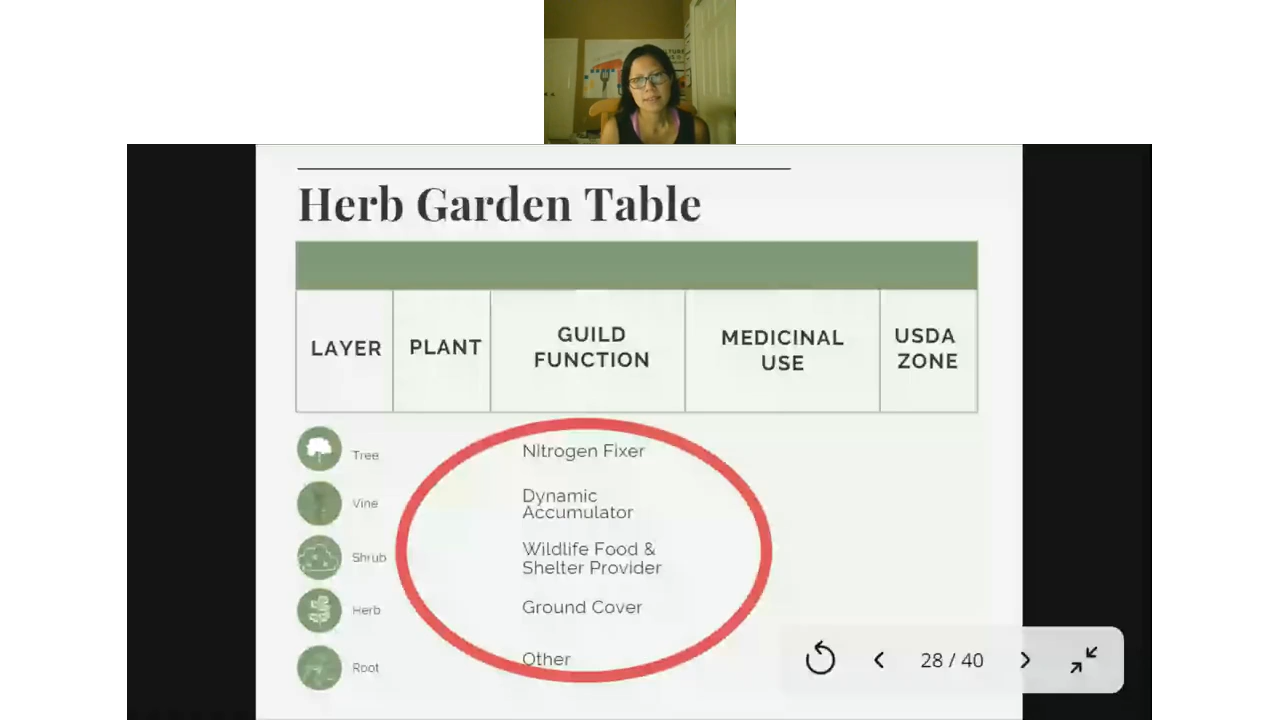 Herb Garden Table
LAYER
PLANT
GUILD
FUNCTION
MEDICINAL
USE
USDA
ZONE
Tree
Nitrogen Fixer
Vine
Dynamic
Accumulator
Shrub
Wildlife Food &
Shelter Provider
Herb
Ground Cover
Root
Other
28 / 40